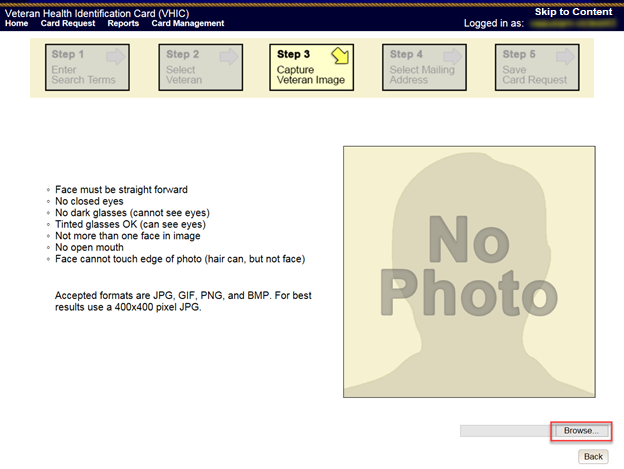 Veteran Health Identification Card (VHIC)
Skip to Content
Home Card Request Reports Card Management
Logged in as:
Step 1
Enter
Search Terms
Step 2
Select
Veteran
Step 3
Capture
Veteran Image
Step 4
Select Mailing
Address
Step 5
Save
Card Request
Face must be straight forward
No closed eyes
No dark glasses (cannot see eyes)
Tinted glasses OK (can see eyes)
Not more than one face in image
No open mouth
Face cannot touch edge of photo (hair can, but not face)
Accepted formats are JPG, GIF, PNG, and BMP. For best
results use a 400x400 pixel JPG.
No
Photo
Browse...
Back